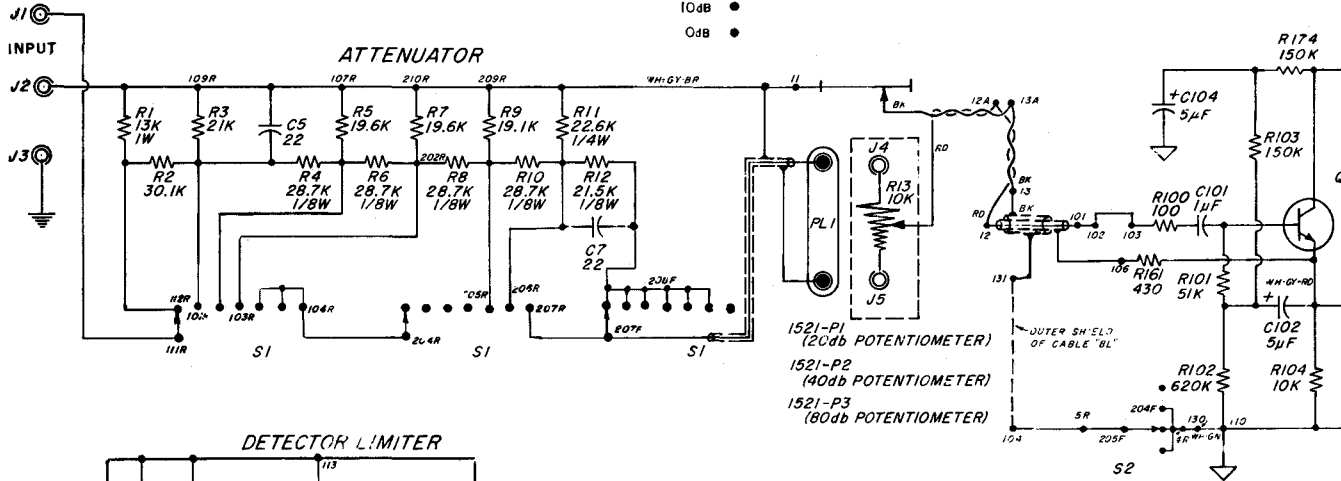 J1
INPUT
J2
J3
10dB
0dB
ATTENUATOR
109R
107R
210R
209R
WH-GY-BR
11
R1
13K
1W
R3
21K
C5
22
R5
19.6K
R7
19.6K
R9
19.1K
R11
22.6K
1/4W
R2
30.1K
R4
28.7K
1/8W
R6
28.7K
1/8W
202R
R8
28.7K
1/8W
R10
28.7K
1/8W
R12
21.5K
1/8W
C7
22
112R
111R
103R
104R
S1
204R
205R
206R
207R
S1
207F
S1
PL1
J4
R13
10K
J5
BK
RD
12A
13A
BK
13
BK
RD
12
101
102
103
131
106
R161
430
R100
100
C101
1µF
R174
150K
+C104
5µF
R103
150K
R101
51K
WH-GY-RD
+
C102
5µF
R102
620K
R104
10K
Q
OUTER SHIELD
OF CABLE "BL"
1521-P1
(20db POTENTIOMETER)
1521-P2
(40db POTENTIOMETER)
1521-P3
(80db POTENTIOMETER)
104
5R
205F
204F
4R
130
WH-GN
110
S2
DETECTOR LIMITER
113